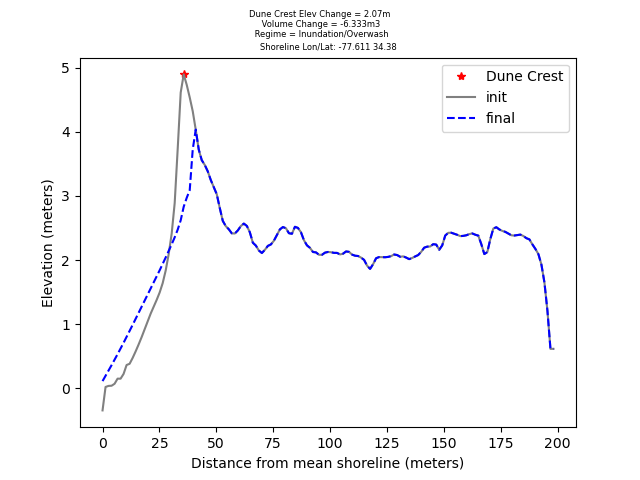 Dune Crest Elev Change = 2.07m
Volume Change = -6.333m3
Regime = Inundation/Overwash
Shoreline Lon/Lat: -77.611 34.38
Dune Crest
init
final
5
4
3
2
1
0
Elevation (meters)
0 25 50 75 100 125 150 175 200
Distance from mean shoreline (meters)